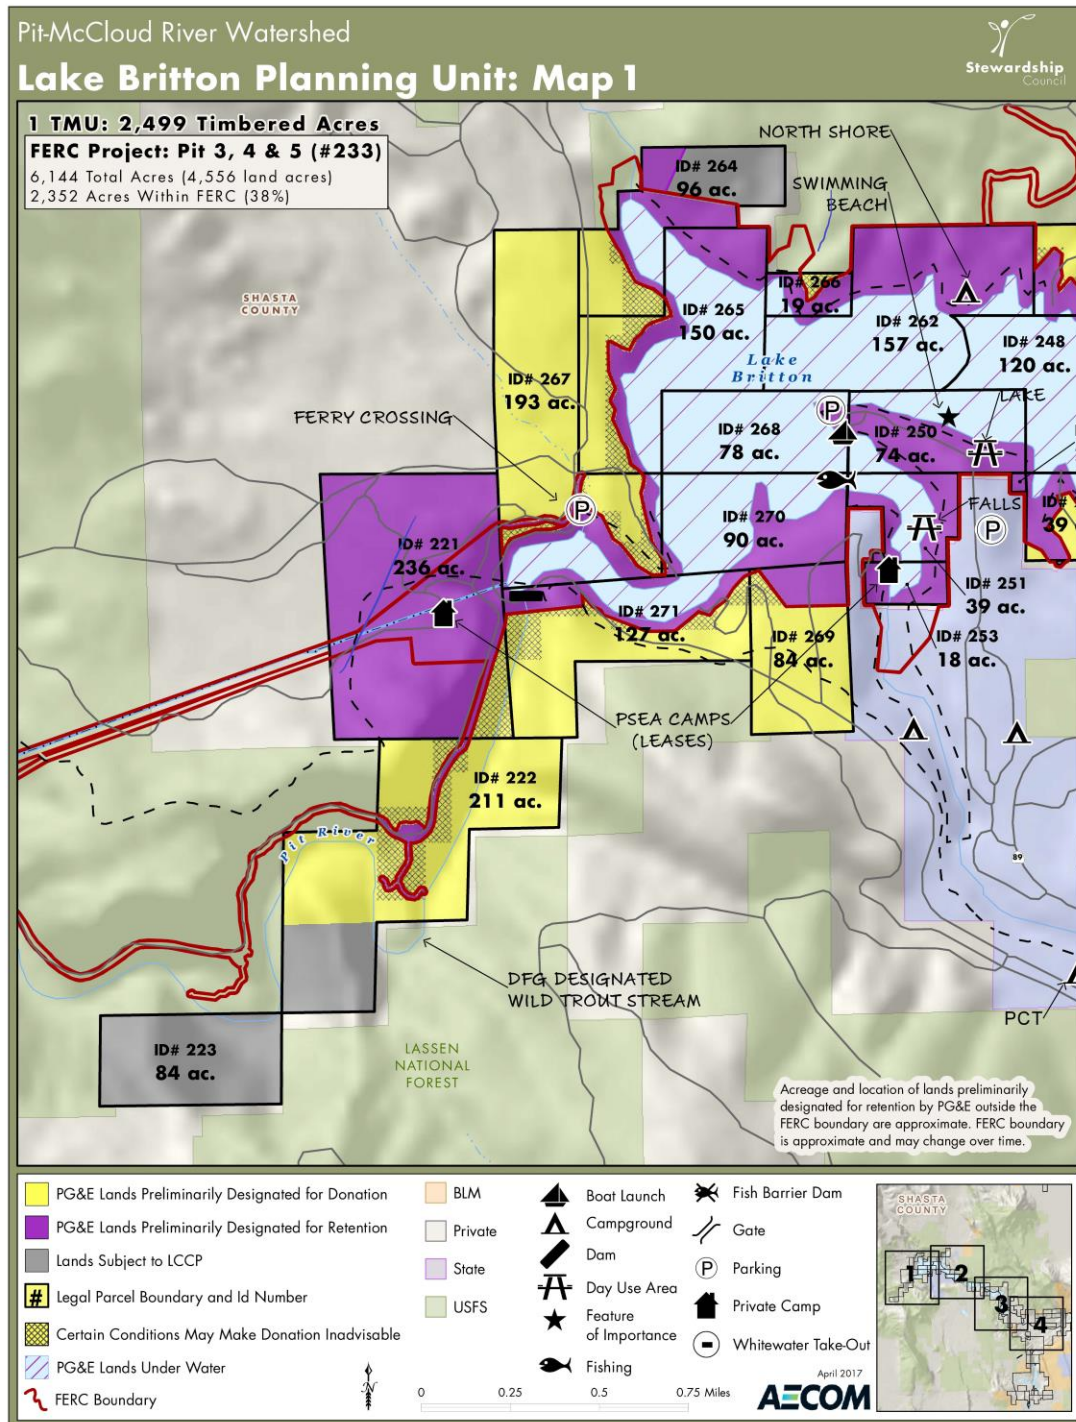 Pit-McCloud River Watershed
Lake Britton Planning Unit: Map 1
Stewardship
Council
1 TMU: 2,499 Timbered Acres
FERC Project: Pit 3, 4 & 5 (#233)
6,144 Total Acres (4,556 land acres)
2,352 Acres Within FERC (38%)
NORTH SHORE
SWIMMING
BEACH
ID# 264
96 ac.
SHASTA
COUNTY
ID# 265
150 ac.
ID# 266
19 ac.
ID# 262
157 ac.
ID# 248
120 ac.
Lake
Britton
ID# 267
193 ac.
FERRY CROSSING
LAKE
P
ID# 268
78 ac.
ID# 250
74 ac.
P
ID# 270
90 ac.
FALLS
P
39
ID# 221
236 ac.
ID# 251
39 ac.
ID# 271
127 ac.
ID# 269
84 ac.
ID# 253
18 ac.
PSEA CAMPS
(LEASES)
ID# 222
211 ac.
Pit River
89
DFG DESIGNATED
WILD TROUT STREAM
PCT
ID# 223
84 ac.
LASSEN
NATIONAL
FOREST
Acreage and location of lands preliminarily
designated for retention by PG&E outside the
FERC boundary are approximate. FERC boundary
is approximate and may change over time.
PG&E Lands Preliminarily Designated for Donation
PG&E Lands Preliminarily Designated for Retention
Lands Subject to LCCP
# Legal Parcel Boundary and Id Number
Certain Conditions May Make Donation Inadvisable
PG&E Lands Under Water
FERC Boundary
BLM
Private
State
USFS
Boat Launch
Campground
Dam
Day Use Area
Feature
of Importance
Fishing
Fish Barrier Dam
Gate
P Parking
Private Camp
Whitewater Take-Out
N
0 0.25 0.5 0.75 Miles
April 2017
AECOM
SHASTA
COUNTY
1
2
3
4